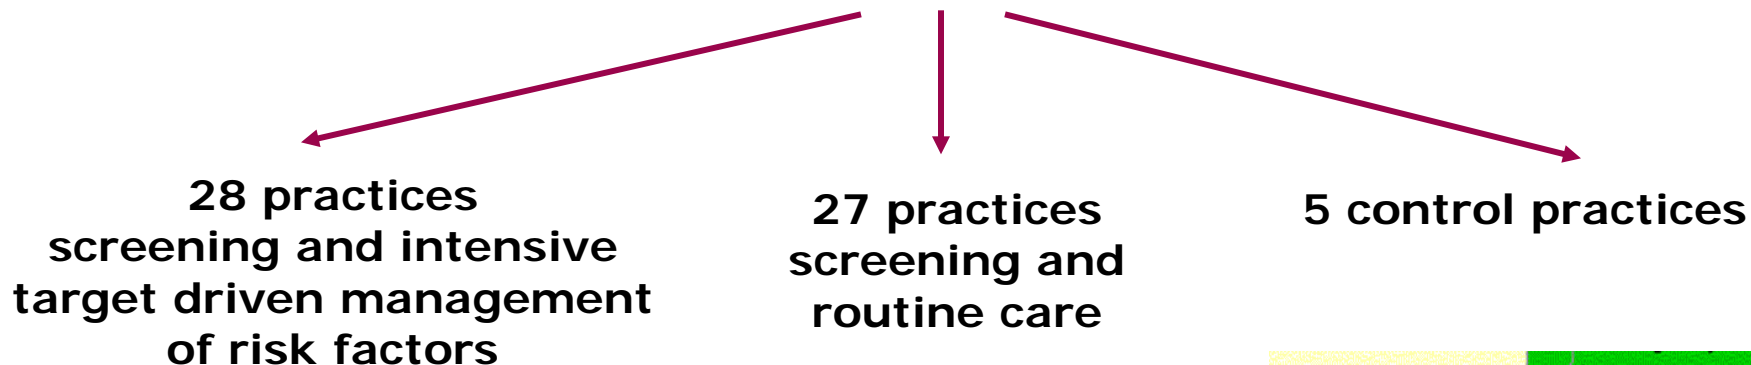 28 practices
screening and intensive
target driven management
of risk factors
27 practices
screening and
routine care
5 control practices